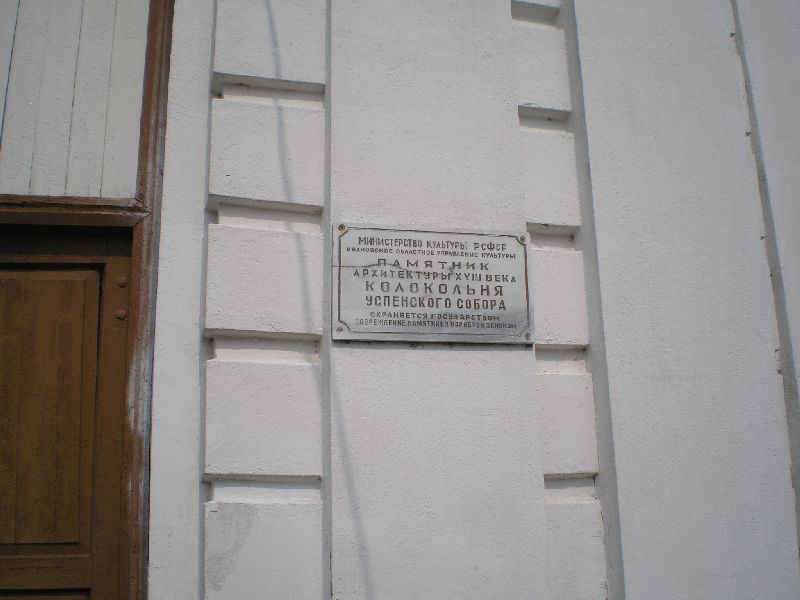 МИНИСТЕРСТВО КУЛЬТУРЫ РСФСР
ИВАНОВСКОЕ ОБЛАСТНОЕ УПРАВЛЕНИЕ КУЛЬТУРЫ
ПАМЯТНИК
АРХИТЕКТУРЫ XVIII ВЕКА
КОЛОКОЛЬНЯ
УСПЕНСКОГО СОБОРА
ОХРАНЯЕТСЯ ГОСУДАРСТВОМ
ПОВРЕЖДЕНИЕ ПАМЯТНИКА КАРАЕТСЯ ЗАКОНОМ